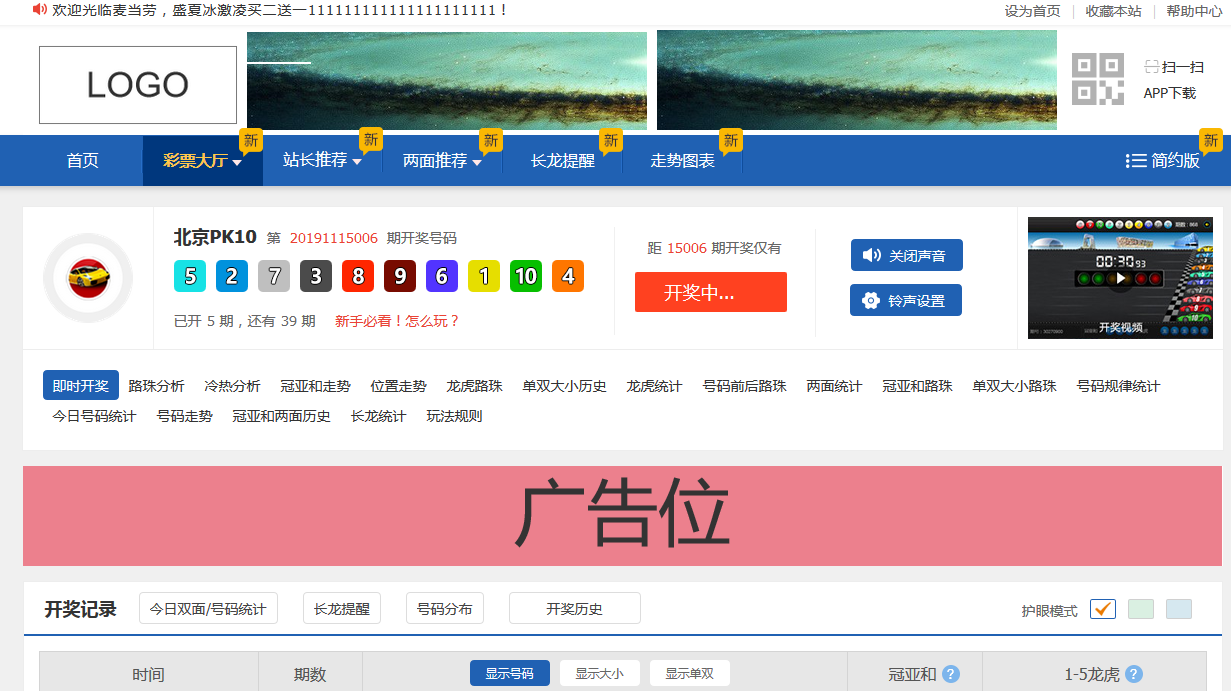 欢迎光临麦当劳，盛夏冰激凌买二送一1111111111111111111111！
设为首页 收藏本站 帮助中心
LOGO
扫一扫
APP下载
首页 彩票大厅 新 站长推荐 新 两面推荐 新 长龙提醒 新 走势图表 新 简约版 新
北京PK10 第 20191115006 期开奖号码
5 2 7 3 8 9 6 1 10 4
已开 5 期，还有 39 期 新手必看！怎么玩？
距 15006 期开奖仅有
开奖中...
关闭声音
铃声设置
00:30 93
开奖视频
即时开奖 路珠分析 冷热分析 冠亚和走势 位置走势 龙虎路珠 单双大小历史 龙虎统计 号码前后路珠 两面统计 冠亚和路珠 单双大小路珠 号码规律统计
今日号码统计 号码走势 冠亚和两面历史 长龙统计 玩法规则
广告位
开奖记录 今日双面/号码统计 长龙提醒 号码分布 开奖历史 护眼模式
时间 期数 显示号码 显示大小 显示单双 冠亚和 ? 1-5龙虎 ?